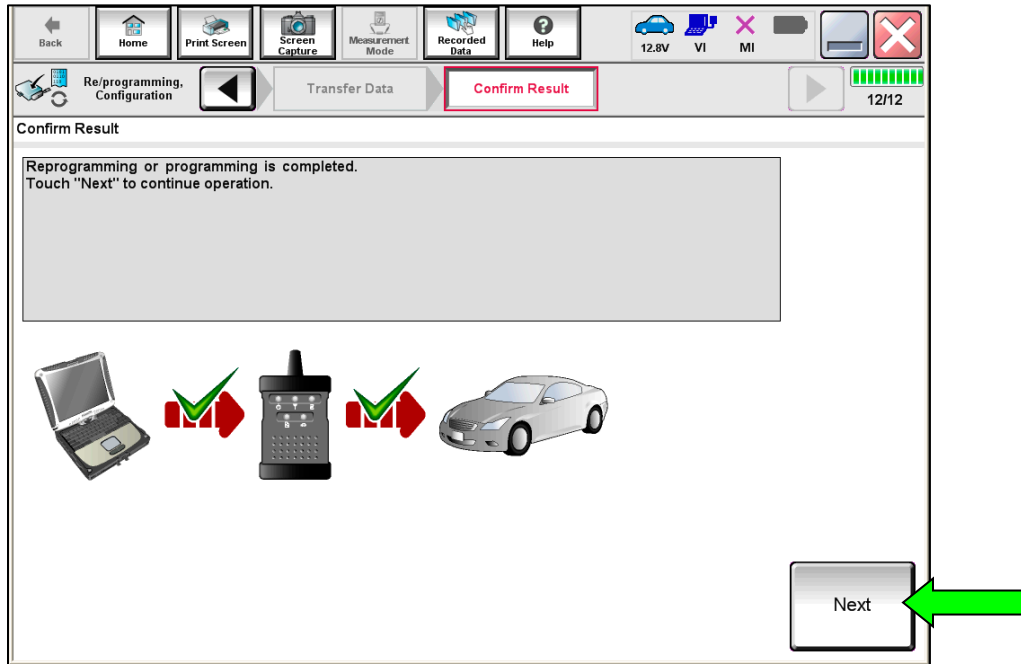 Back
Home
Print Screen
Screen
Capture
Measurement
Mode
Recorded
Data
Help
12.8V
VI
MI
Re/programming,
Configuration
Transfer Data
Confirm Result
12/12
Confirm Result
Reprogramming or programming is completed.
Touch "Next" to continue operation.
Next